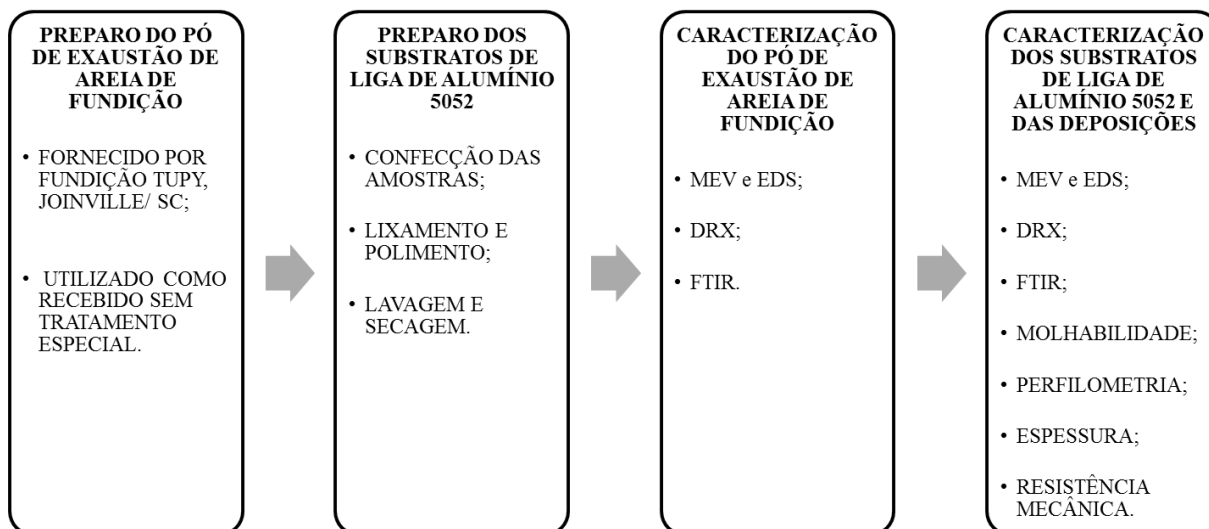 PREPARO DO PÓ
DE EXAUSTÃO DE
AREIA DE
FUNDIÇÃO
• FORNECIDO POR
FUNDIÇÃO TUPY,
JOINVILLE/ SC;
• UTILIZADO COMO
RECEBIDO SEM
TRATAMENTO
ESPECIAL.
PREPARO DOS
SUBSTRATOS DE
LIGA DE ALUMÍNIO
5052
• CONFECÇÃO DAS
AMOSTRAS;
• LIXAMENTO E
POLIMENTO;
• LAVAGEM E
SECAGEM.
CARACTERIZAÇÃO
DO PÓ DE
EXAUSTÃO DE
AREIA DE
FUNDIÇÃO
• MEV e EDS;
• DRX;
• FTIR.
CARACTERIZAÇÃO
DOS SUBSTRATOS
DE LIGA DE
ALUMÍNIO 5052 E
DAS DEPOSIÇÕES
• MEV e EDS;
• DRX;
• FTIR;
• MOLHABILIDADE;
• PERFILOMETRIA;
• ESPESSURA;
• RESISTÊNCIA
MECÂNICA.